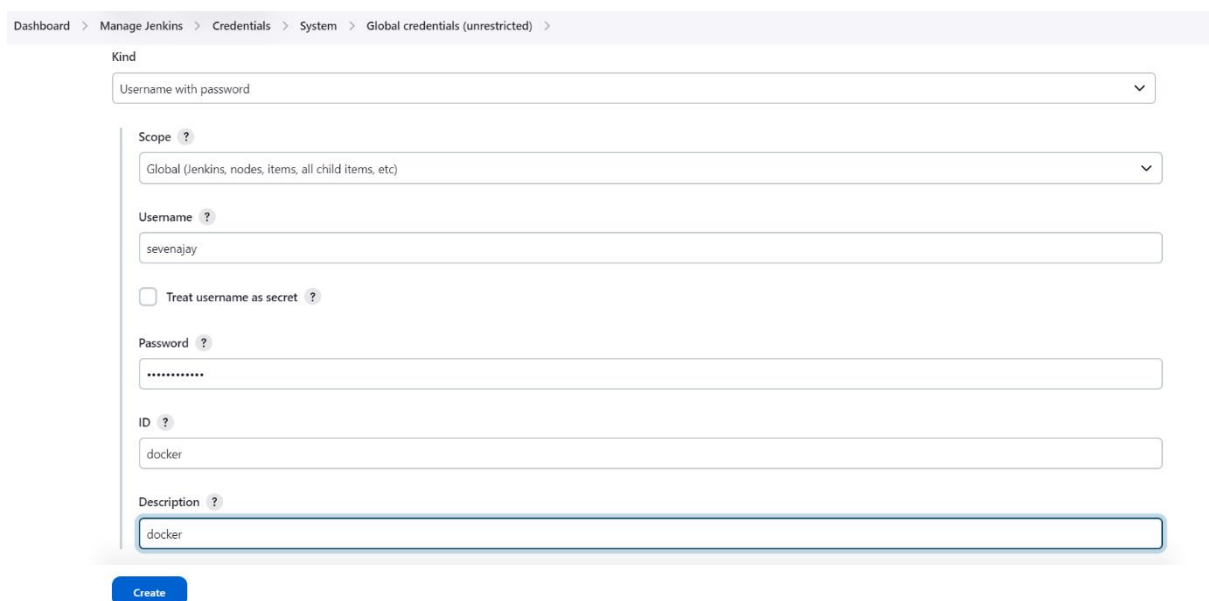 Dashboard > Manage Jenkins > Credentials > System > Global credentials (unrestricted) >
Kind
Username with password
Scope ?
Global (Jenkins, nodes, items, all child items, etc)
Username ?
sevenajay
Treat username as secret ?
Password ?
••••••••••••
ID ?
docker
Description ?
docker
Create